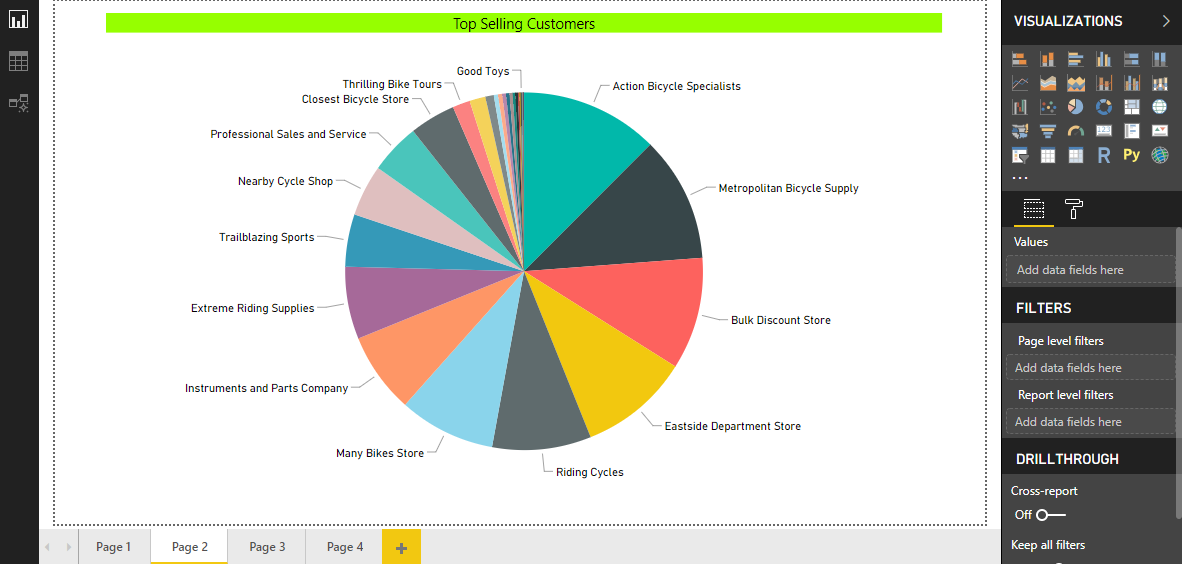 Top Selling Customers
Good Toys
Thrilling Bike Tours
Closest Bicycle Store
Professional Sales and Service
Nearby Cycle Shop
Trailblazing Sports
Extreme Riding Supplies
Instruments and Parts Company
Many Bikes Store
Action Bicycle Specialists
Metropolitan Bicycle Supply
Bulk Discount Store
Eastside Department Store
Riding Cycles
Page 1
Page 2
Page 3
Page 4
+
VISUALIZATIONS
123
R
Py
...
Values
Add data fields here
FILTERS
Page level filters
Add data fields here
Report level filters
Add data fields here
DRILLTHROUGH
Cross-report
Off
Keep all filters